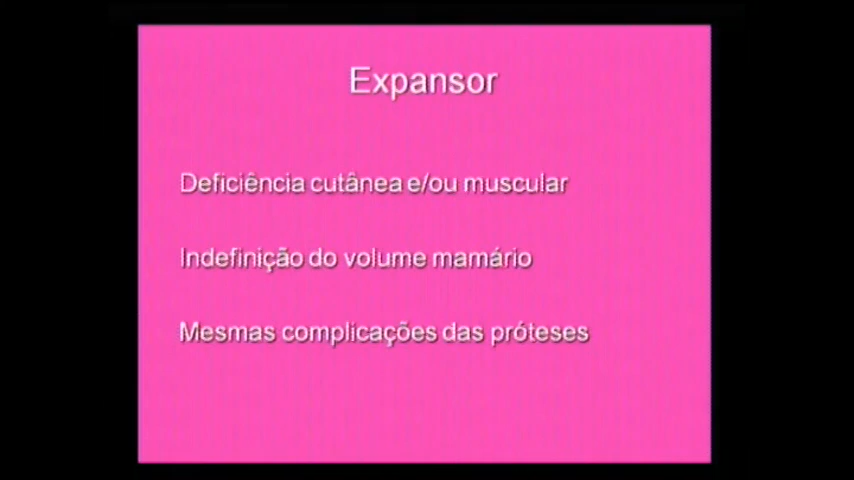 Expansor
Deficiência cutânea e/ou muscular
Indefinição do volume mamário
Mesmas complicações das próteses